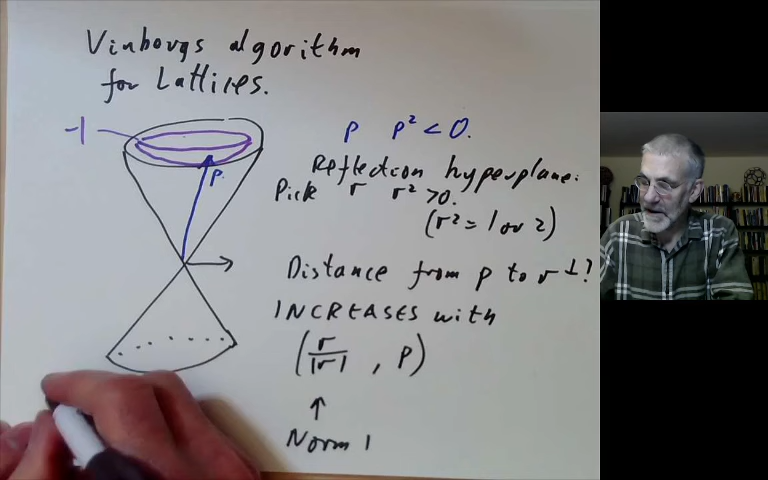 Vinbergs algorithm
for Lattices.
-1
p p² < 0.
p
Reflection hyperplane:
Pick r r² > 0.
(r² = 1 or 2)
Distance from p to r⊥?
INCREASES with
(r/|r|, p)
↑
Norm 1